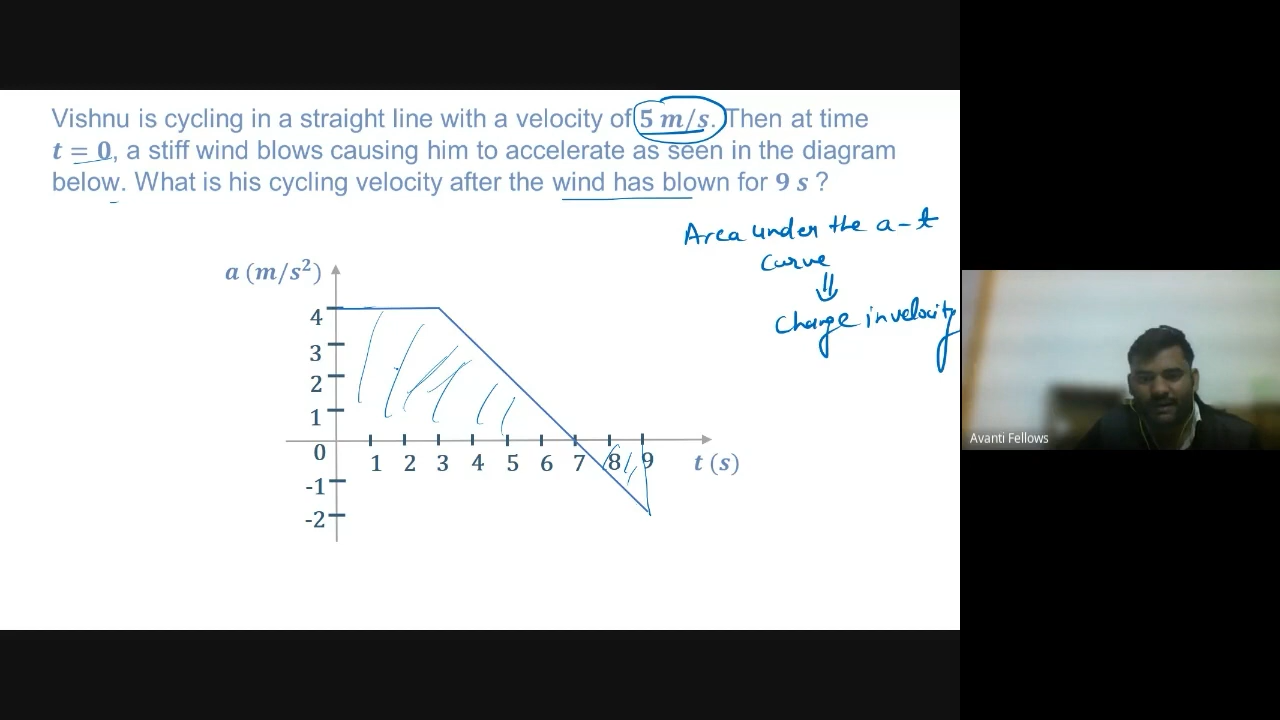 Vishnu is cycling in a straight line with a velocity of 5 m/s. Then at time
t = 0, a stiff wind blows causing him to accelerate as seen in the diagram
below. What is his cycling velocity after the wind has blown for 9 s ?
Area under the a-t
curve
⇓
Change in velocity
a (m/s²)
4
3
2
1
0
-1
-2
1 2 3 4 5 6 7 8 9 t (s)
Avanti Fellows